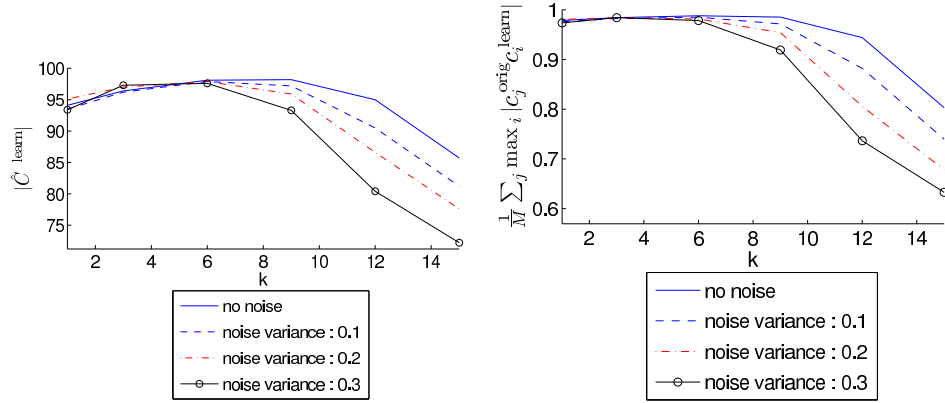 100
95
90
85
80
75
|Ĉ learn|
2 4 6 8 10 12 14
k
no noise
noise variance : 0.1
noise variance : 0.2
noise variance : 0.3
1
0.9
0.8
0.7
0.6
1/M ∑ j max i |c j orig c i learn|
2 4 6 8 10 12 14
k
no noise
noise variance : 0.1
noise variance : 0.2
noise variance : 0.3